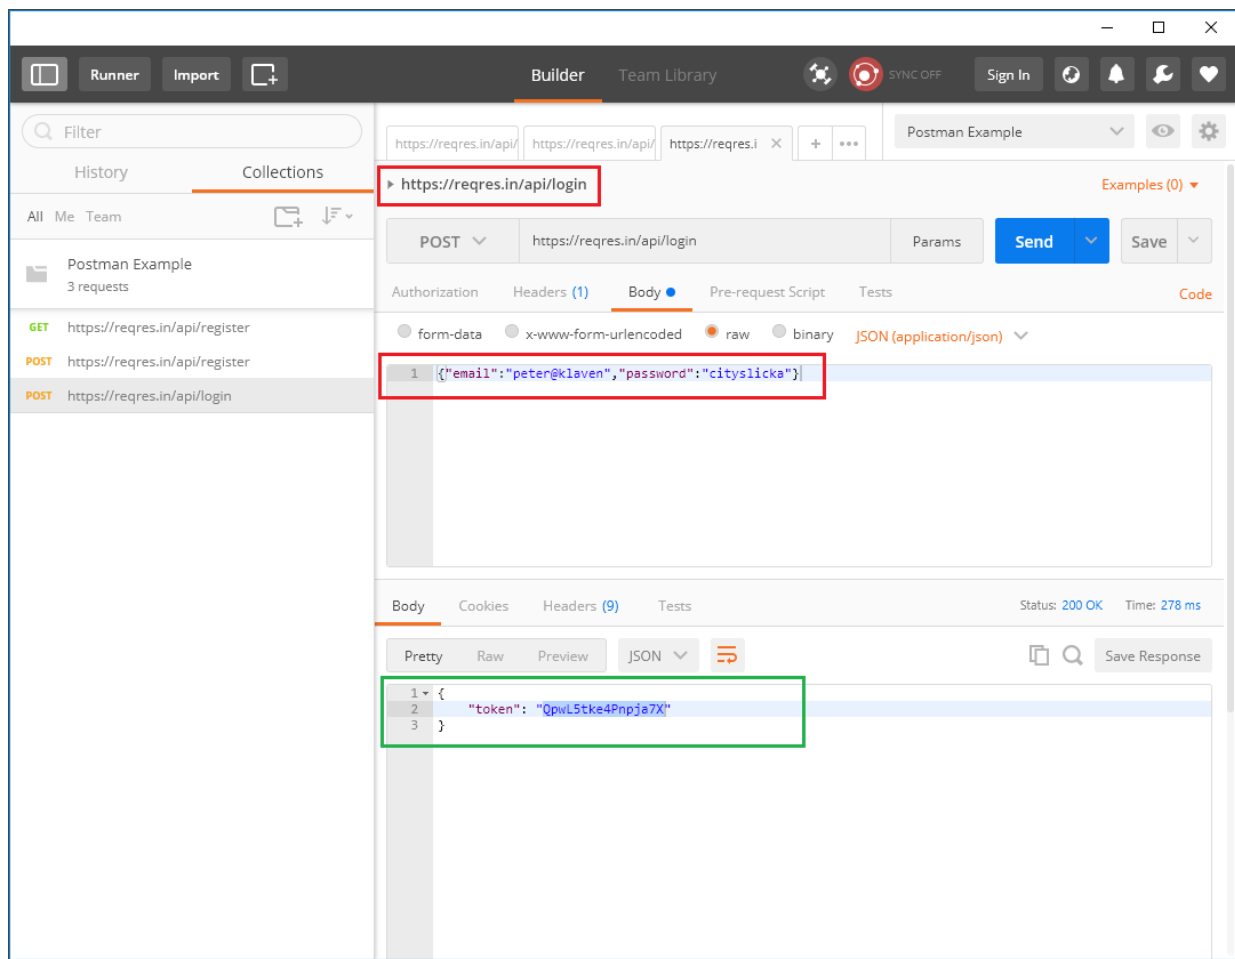 Runner Import Builder Team Library SYNC OFF Sign In
Filter
https://reqres.in/api/ https://reqres.in/api/ https://reqres.i + ••• Postman Example
History Collections
https://reqres.in/api/login Examples (0)
All Me Team
POST https://reqres.in/api/login Params Send Save
Postman Example
3 requests
Authorization Headers (1) Body Pre-request Script Tests Code
GET https://reqres.in/api/register
form-data x-www-form-urlencoded raw binary JSON (application/json)
POST https://reqres.in/api/register
1 {"email":"peter@klaven","password":"cityslicka"}
POST https://reqres.in/api/login
Body Cookies Headers (9) Tests Status: 200 OK Time: 278 ms
Pretty Raw Preview JSON Save Response
1 {
2 "token": "QpwL5tke4Pnpja7X"
3 }